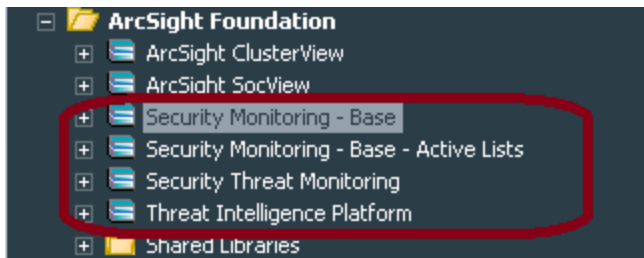 ArcSight Foundation
ArcSight ClusterView
ArcSight SocView
Security Monitoring - Base
Security Monitoring - Base - Active Lists
Security Threat Monitoring
Threat Intelligence Platform
Shared Libraries